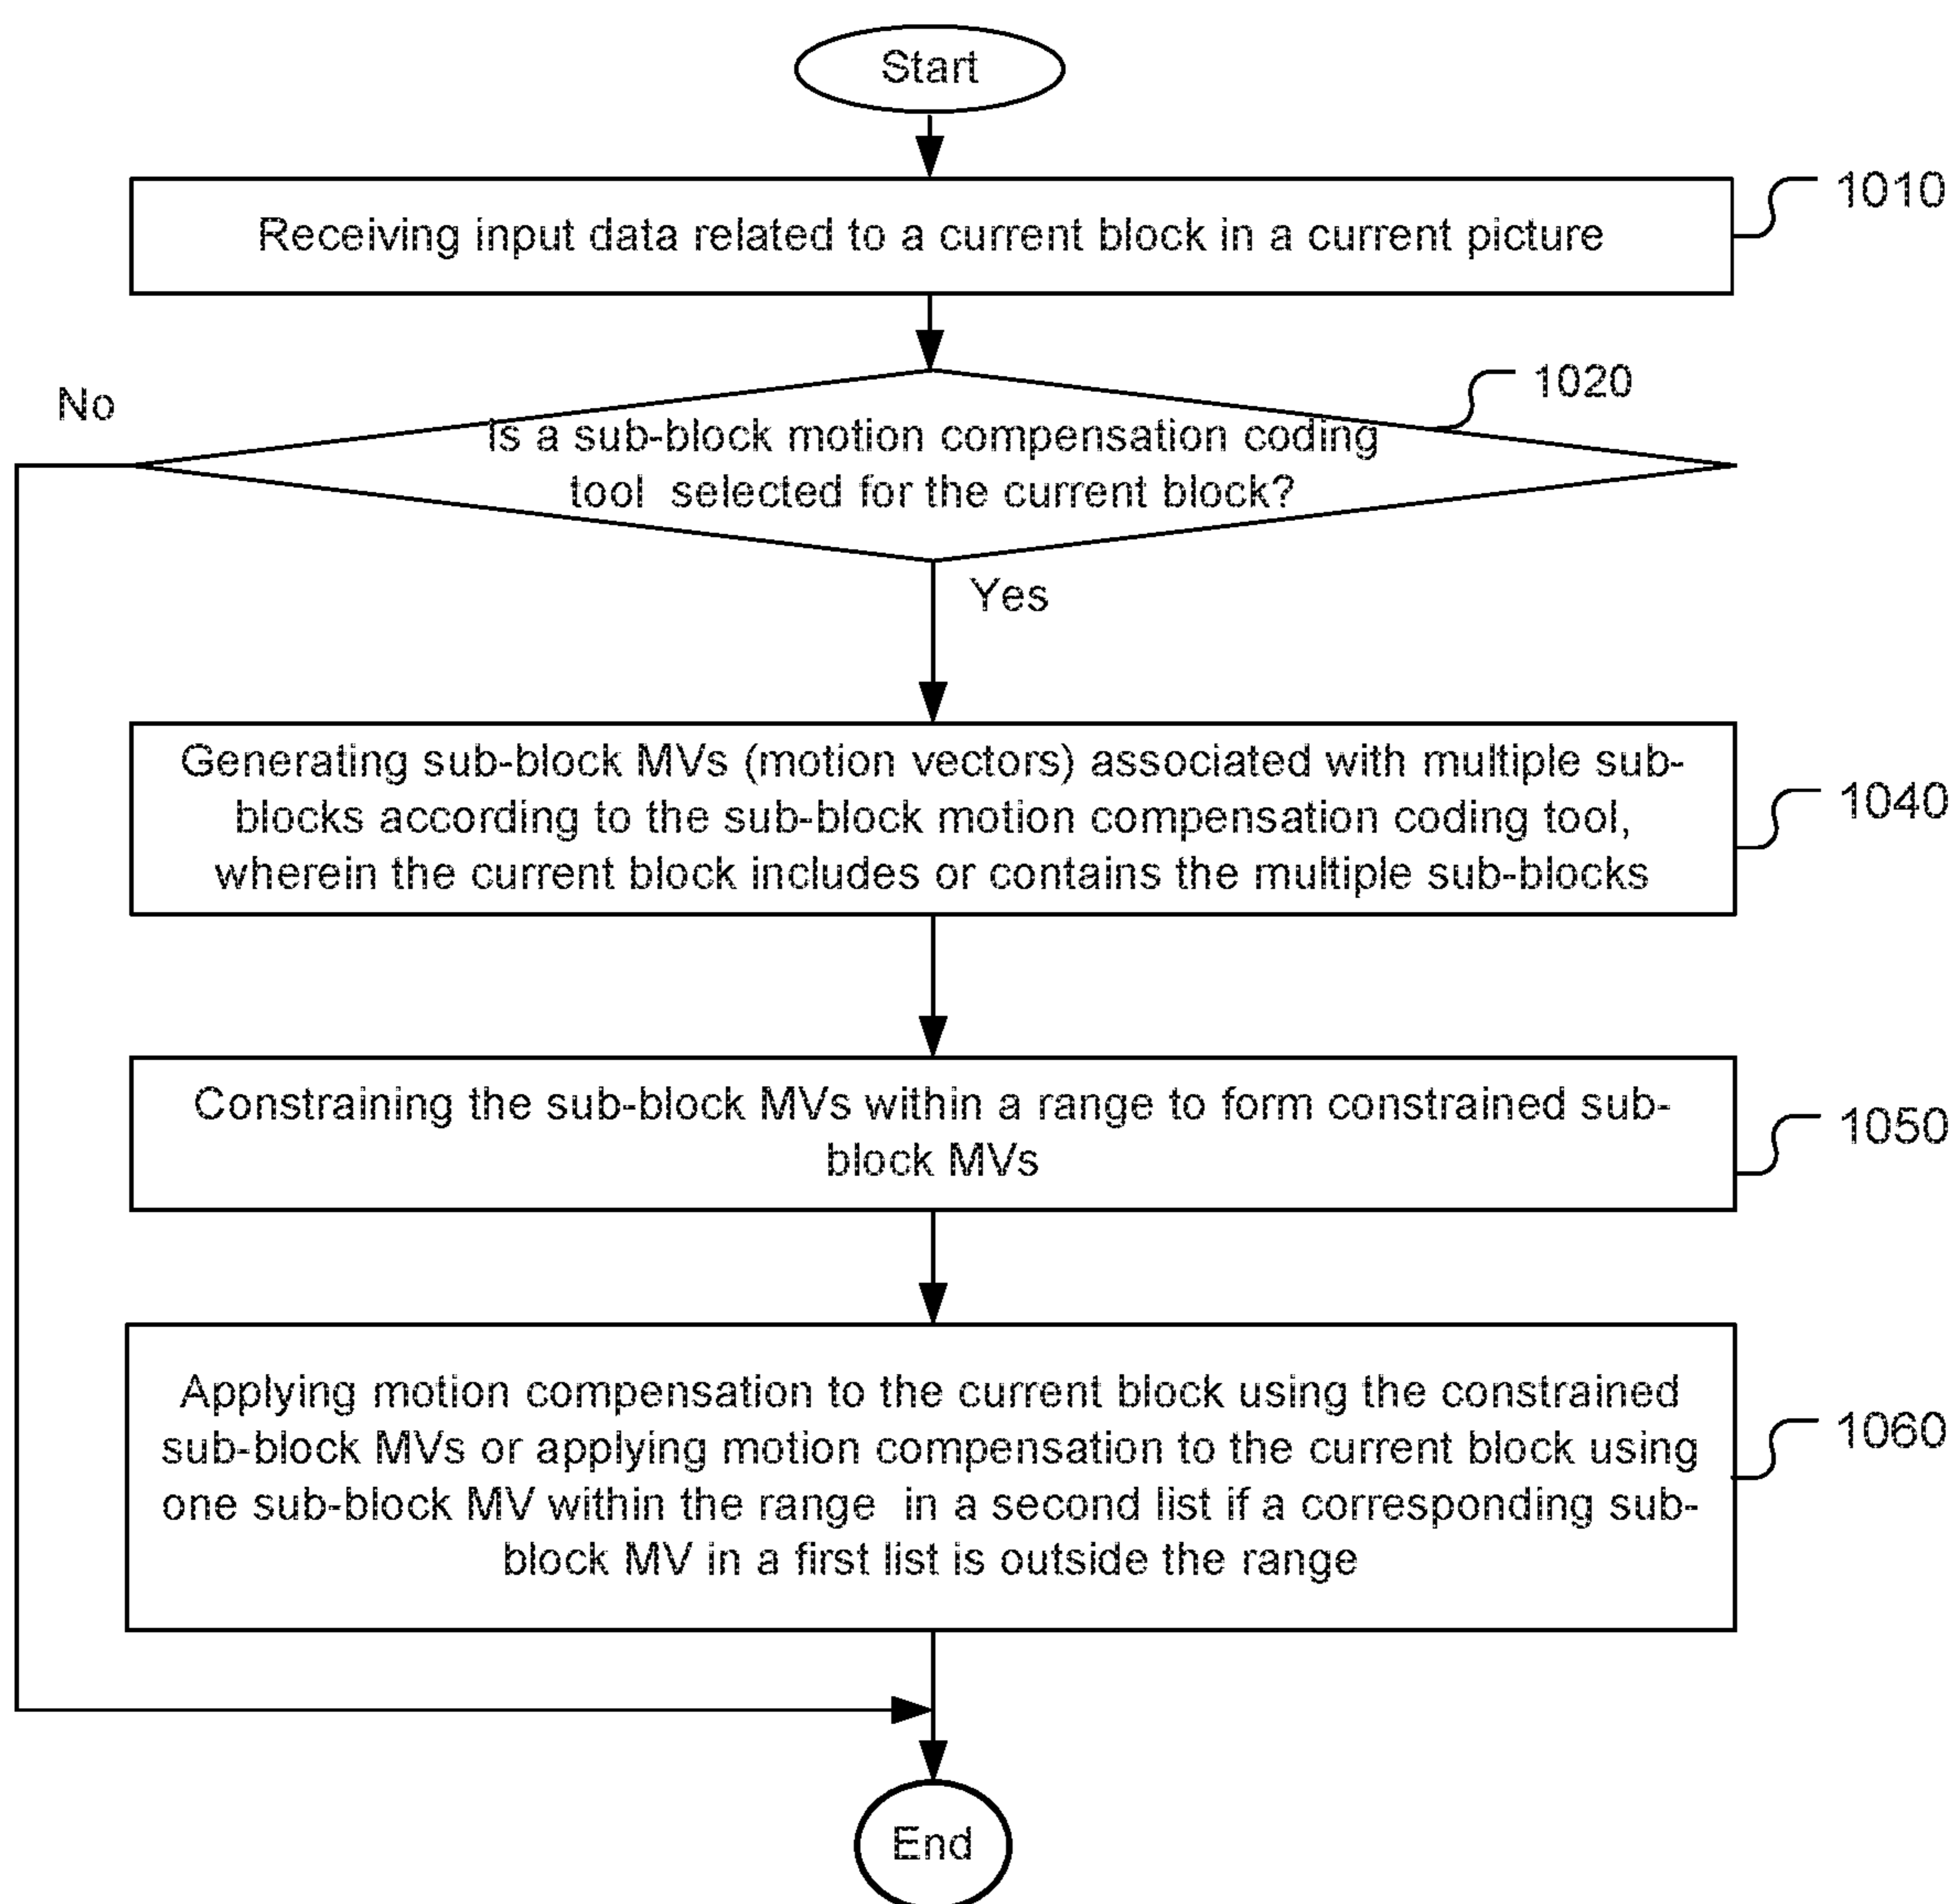 Start
Receiving input data related to a current block in a current picture
1010
No
1020
Is a sub-block motion compensation coding
tool selected for the current block?
Yes
Generating sub-block MVs (motion vectors) associated with multiple sub-
blocks according to the sub-block motion compensation coding tool,
wherein the current block includes or contains the multiple sub-blocks
1040
Constraining the sub-block MVs within a range to form constrained sub-
block MVs
1050
Applying motion compensation to the current block using the constrained
sub-block MVs or applying motion compensation to the current block using
one sub-block MV within the range in a second list if a corresponding sub-
block MV in a first list is outside the range
1060
End